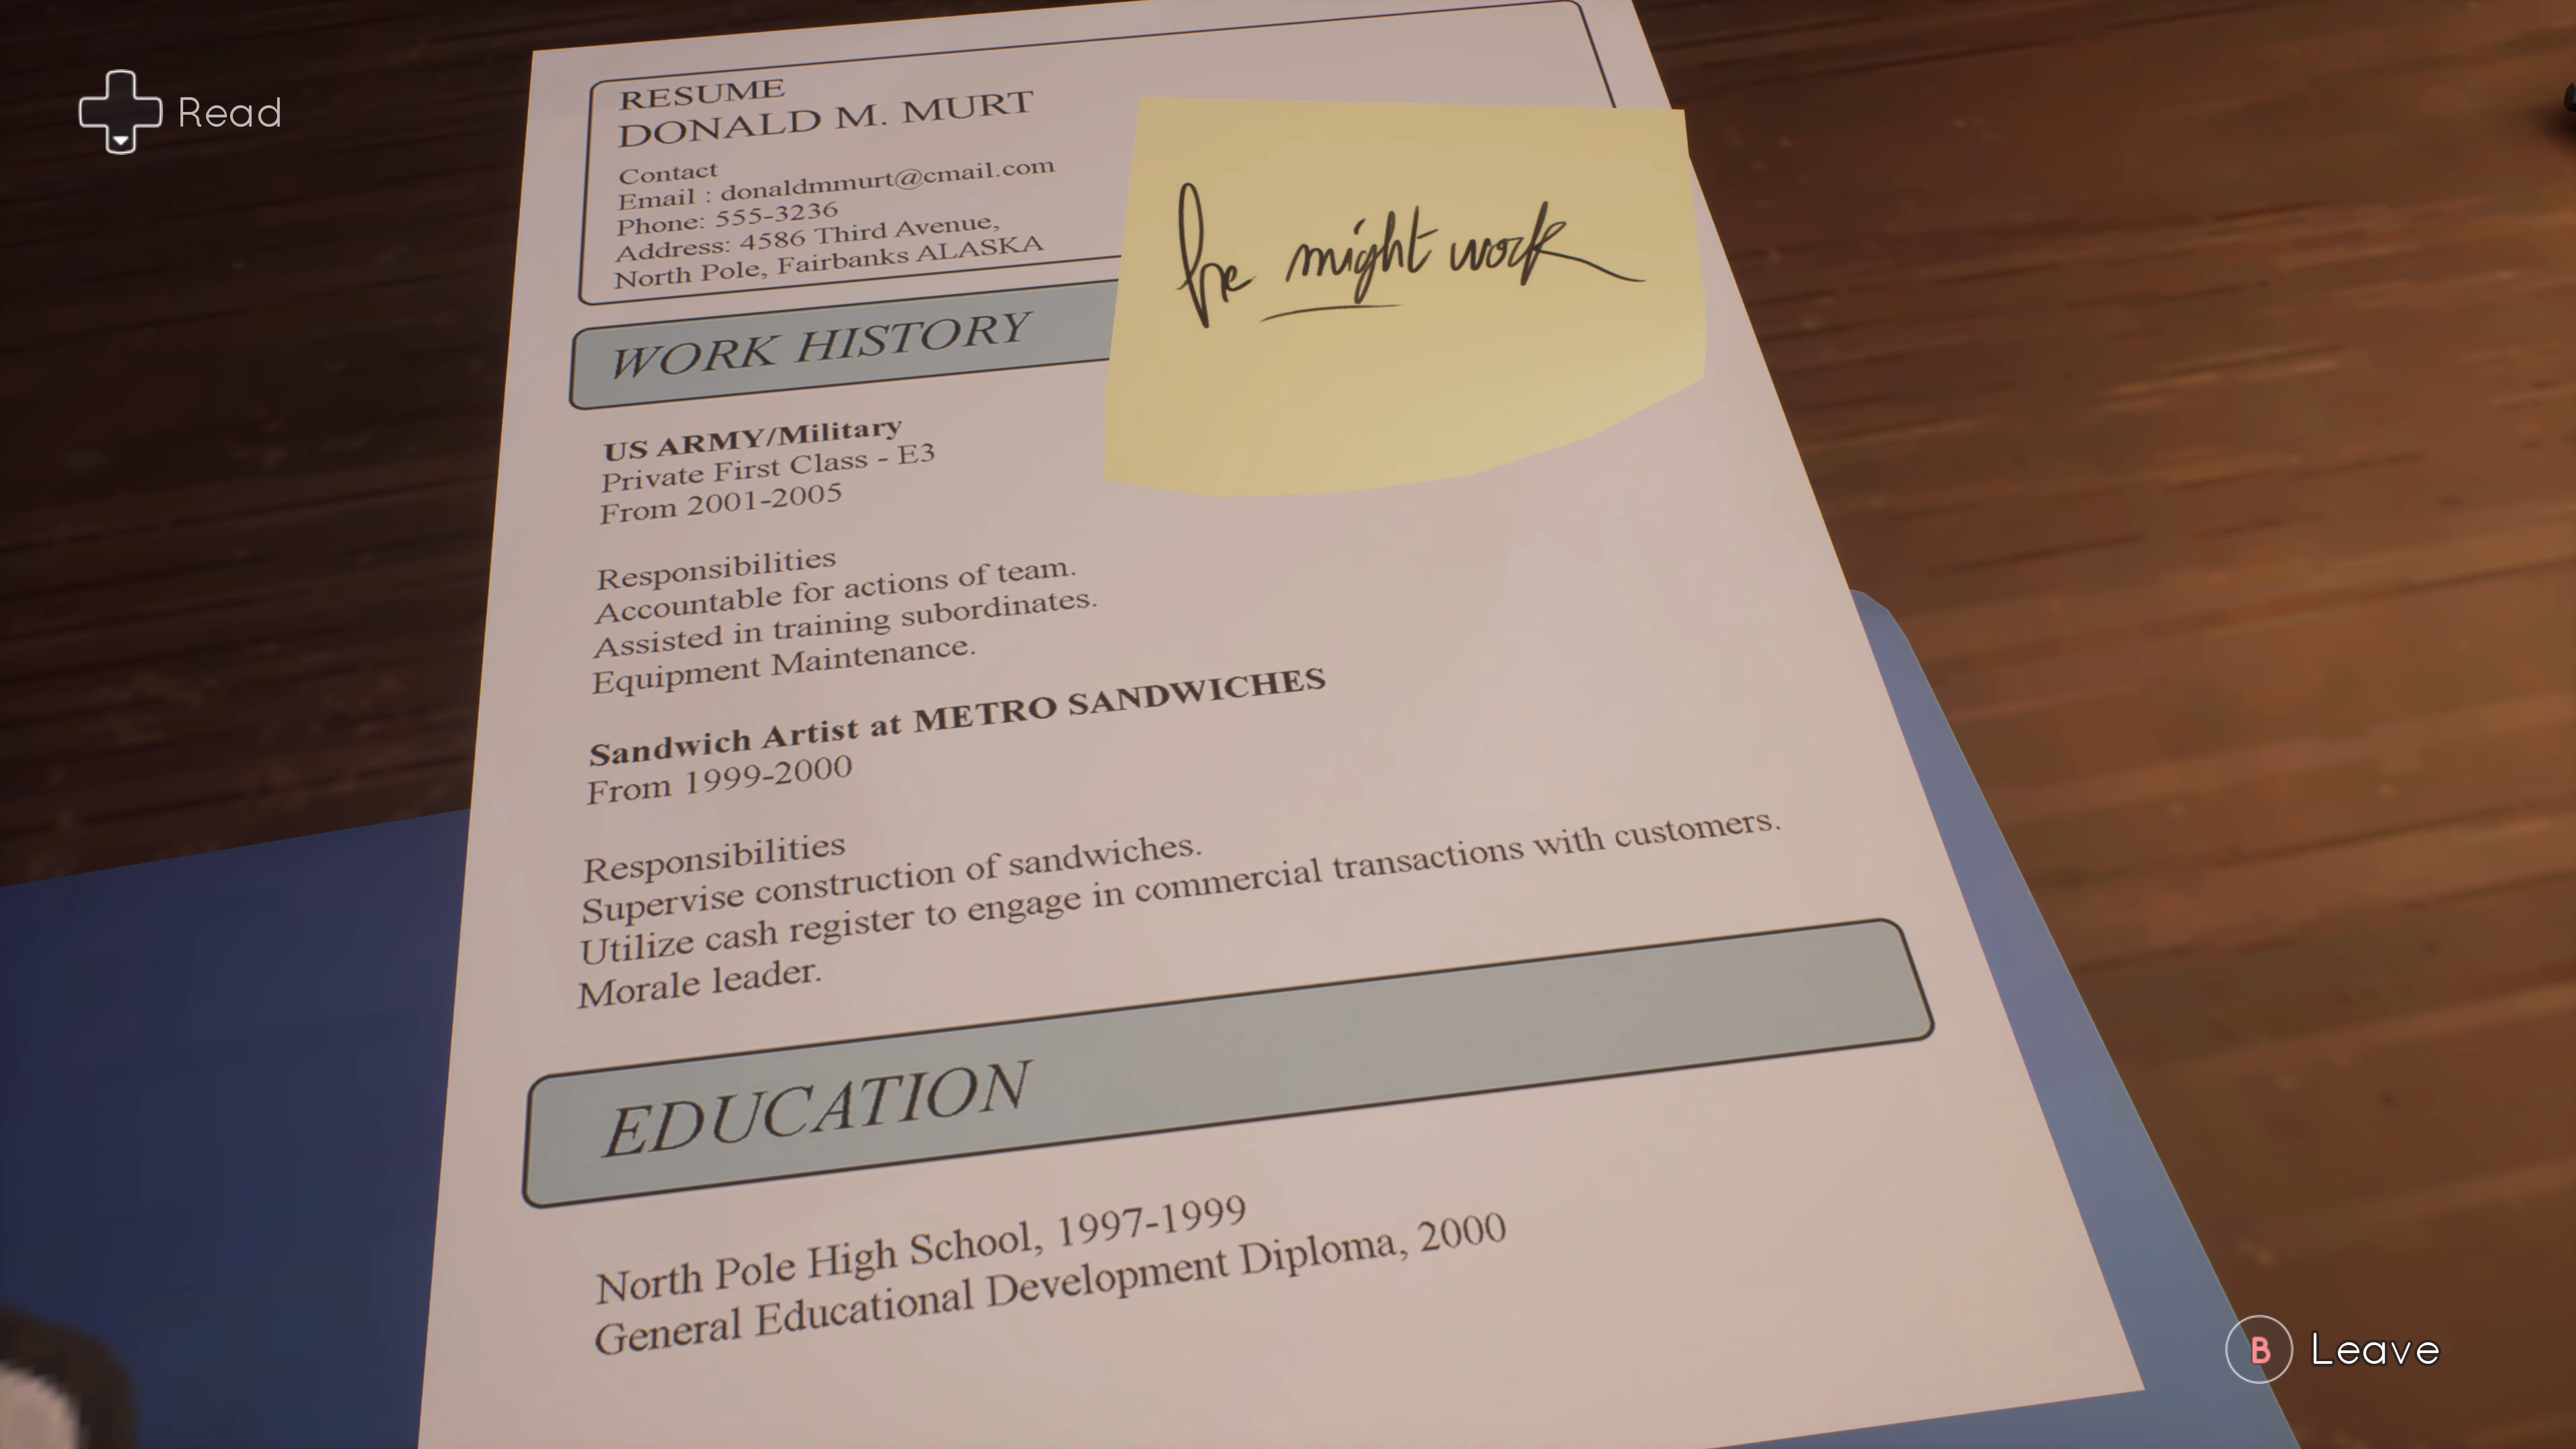 Read
RESUME
DONALD M. MURT
Contact
Email : donaldmmurt@cmail.com
Phone: 555-3236
Address: 4586 Third Avenue,
North Pole, Fairbanks ALASKA
he might work
WORK HISTORY
US ARMY/Military
Private First Class - E3
From 2001-2005
Responsibilities
Accountable for actions of team.
Assisted in training subordinates.
Equipment Maintenance.
Sandwich Artist at METRO SANDWICHES
From 1999-2000
Responsibilities
Supervise construction of sandwiches.
Utilize cash register to engage in commercial transactions with customers.
Morale leader.
EDUCATION
North Pole High School, 1997-1999
General Educational Development Diploma, 2000
B Leave